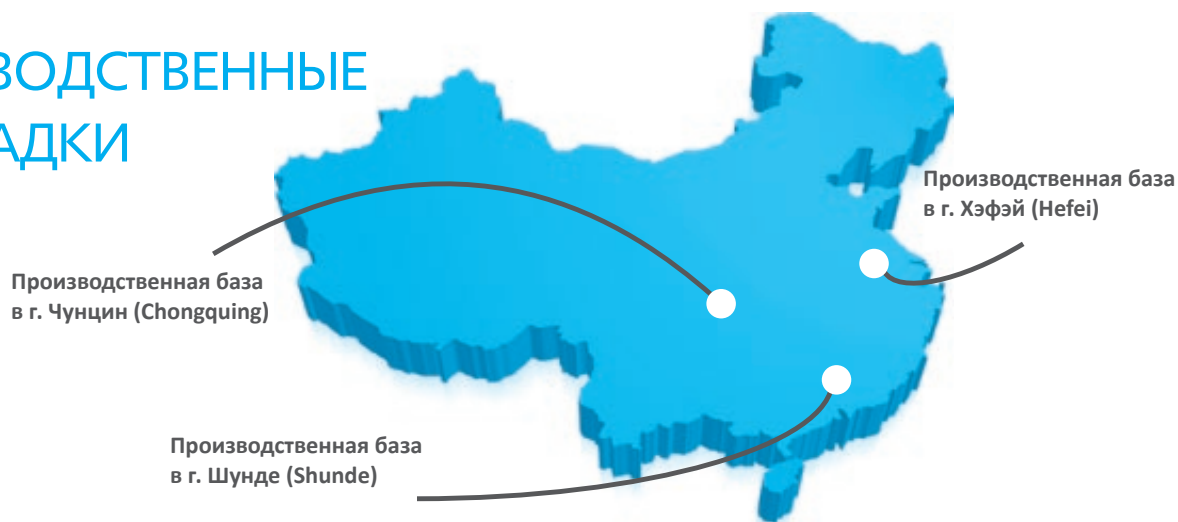 ВОДСТВЕННЫЕ
АДКИ
Производственная база
в г. Хэфэй (Hefei)
Производственная база
в г. Чунцин (Chongquing)
Производственная база
в г. Шунде (Shunde)